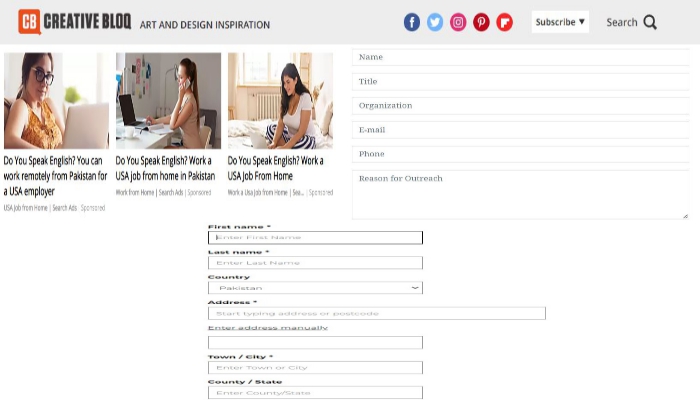 CB CREATIVE BLOQ ART AND DESIGN INSPIRATION
Subscribe ▼ Search
Do You Speak English? You can
work remotely from Pakistan for
a USA employer
USA Job from Home | Search Ads | Sponsored
Do You Speak English? Work a
USA job from home in Pakistan
Work from Home | Search Ads | Sponsored
Do You Speak English? Work a
USA Job From Home
Work a Usa Job from Home | Sea... | Sponsored
Name
Title
Organization
E-mail
Phone
Reason for Outreach
First name *
Enter First Name
Last name *
Enter Last Name
Country
Pakistan
Address *
Start typing address or postcode
Enter address manually
Town / City *
Enter Town or City
County / State
Enter County/State